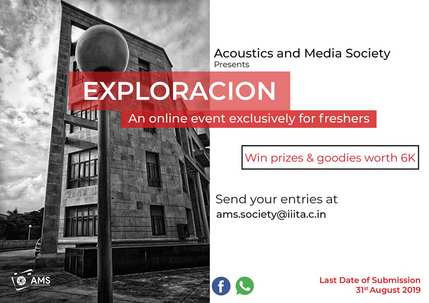 Acoustics and Media Society
Presents
EXPLORACION
An online event exclusively for freshers
Win prizes & goodies worth 6K
Send your entries at
ams.society@iiita.c.in
AMS
Last Date of Submission
31st August 2019